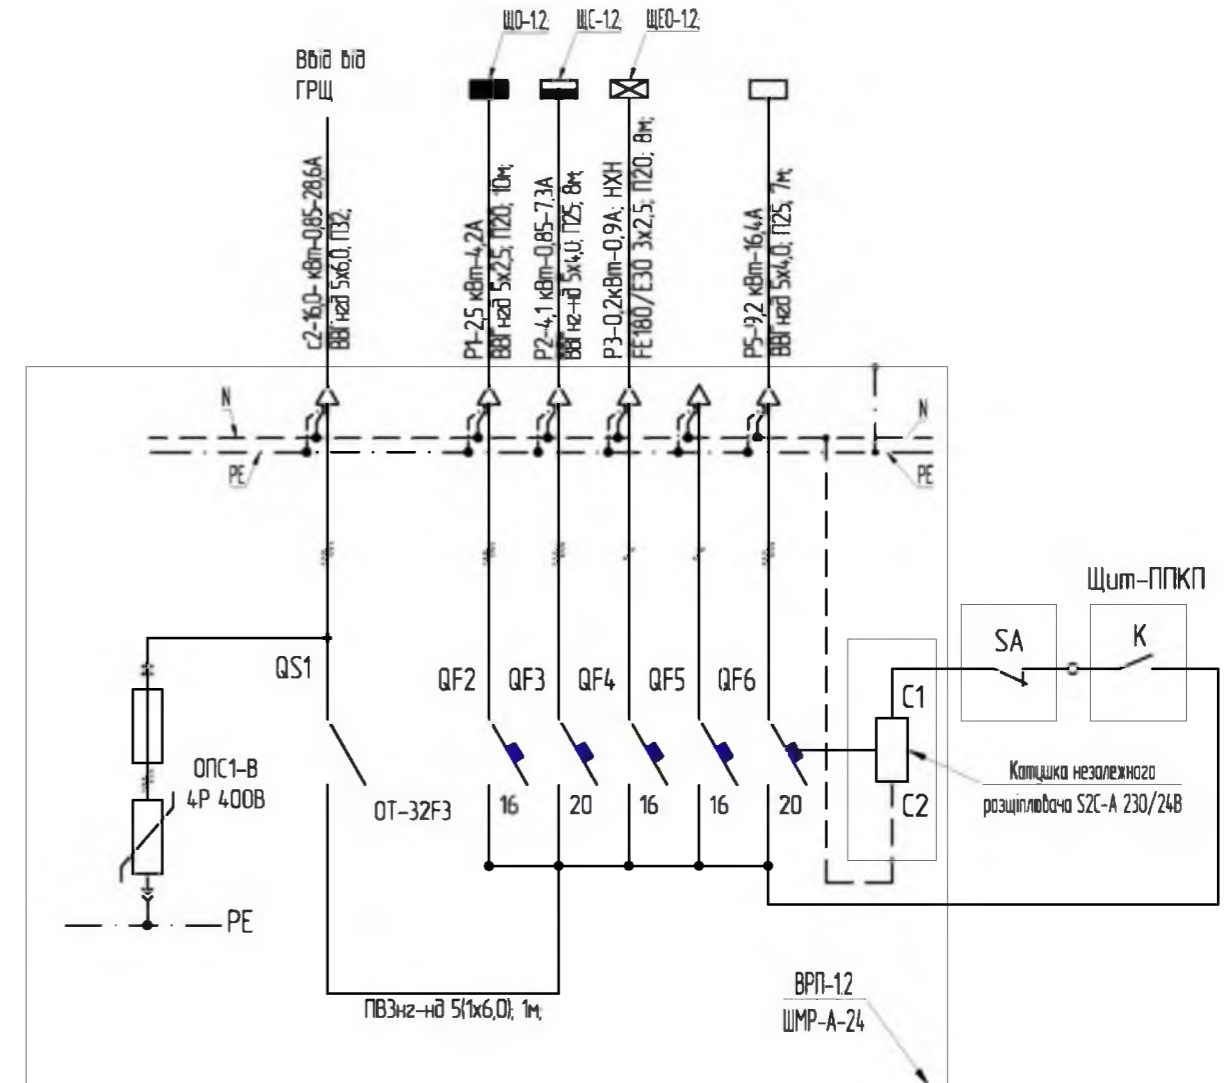 ЩО-1.2;
ЩС-1.2;
ЩЕО-1.2;
Ввід від
ГРЩ
С2-16,0- кВт-0,85-28,6А
ВВГнгд 5х6,0; П32;
Р1-2,5 кВт-4,2А
ВВГнгд 5х2,5; П20; 10м;
Р2-4,1 кВт-0,85-7,3А
ВВГнг-нд 5х4,0; П25; 8м;
Р3-0,2кВт-0,9А; НХН
FE180/Е30 3х2,5; П20; 8м;
Р5-9,2 кВт-16,4А
ВВГнгд 5х4,0; П25, 7м;
N
N
PE
PE
Щит-ППКП
SA
K
QS1
QF2
QF3
QF4
QF5
QF6
C1
ОПС1-В
4Р 400В
Котушка незалежного
розщіплювача S2C-A 230/24В
ОТ-32F3
16
20
16
16
20
C2
PE
ПВ3нг-нд 5(1х6,0); 1м;
ВРП-1.2
ШМР-А-24